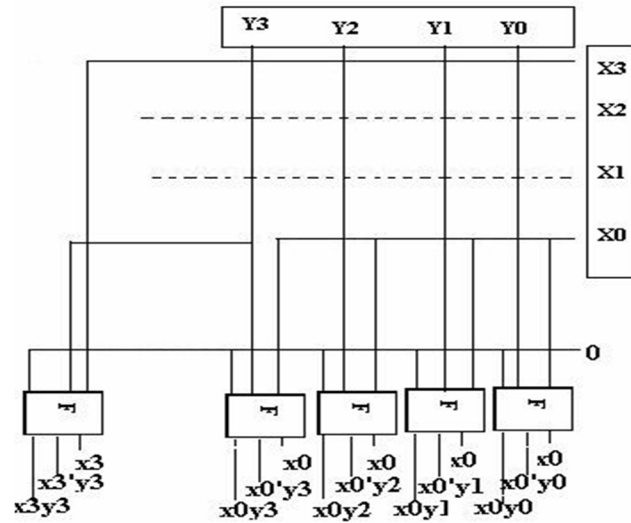 Y3 Y2 Y1 Y0
X3
X2
X1
X0
0
F F F F F
x3 x0 x0 x0 x0
x3'y3 x0'y3 x0'y2 x0'y1 x0'y0
x3y3 x0y3 x0y2 x0y1 x0y0